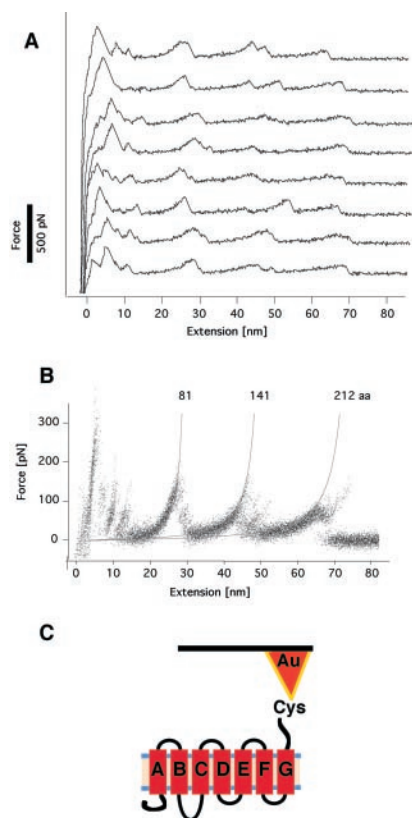 A
Force
500 pN
0 10 20 30 40 50 60 70 80
Extension [nm]
B
81 141 212 aa
Force [pN]
300
200
100
0
0 10 20 30 40 50 60 70 80
Extension [nm]
C
Au
Cys
A B C D E F G